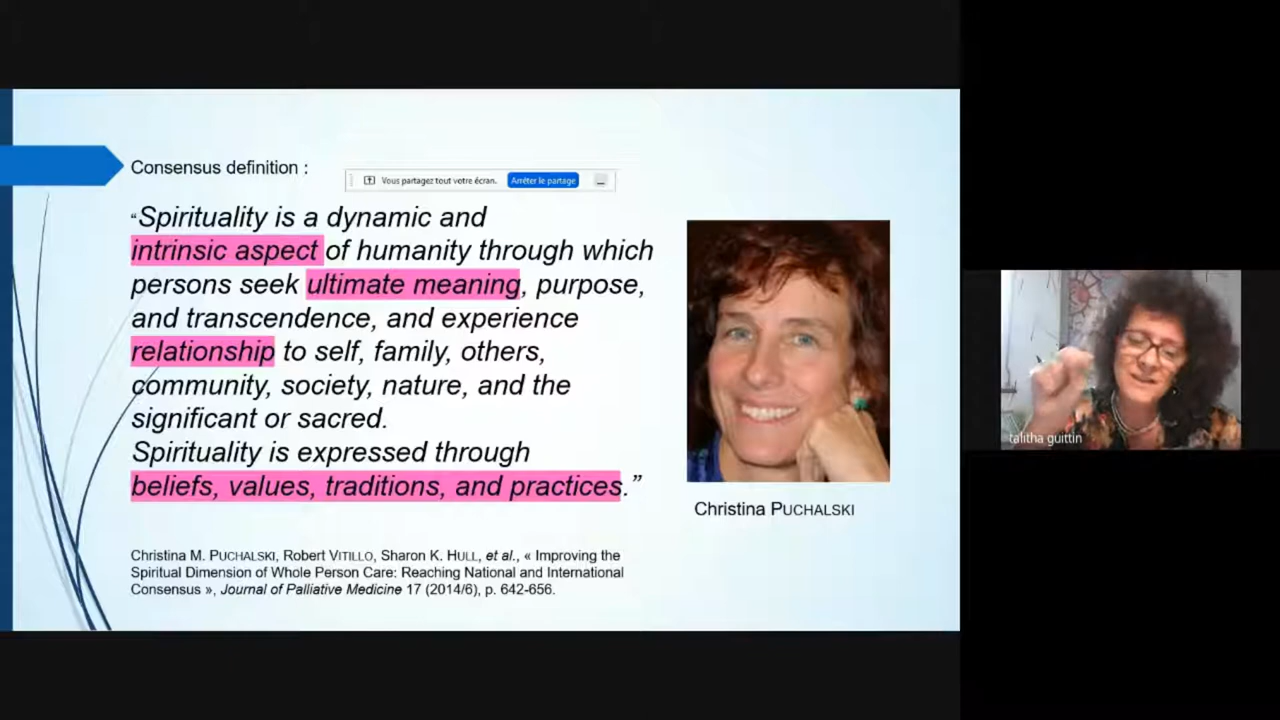 Consensus definition :
Vous partagez tout votre écran. Arrêter le partage
“Spirituality is a dynamic and
intrinsic aspect of humanity through which
persons seek ultimate meaning, purpose,
and transcendence, and experience
relationship to self, family, others,
community, society, nature, and the
significant or sacred.
Spirituality is expressed through
beliefs, values, traditions, and practices.”
Christina PUCHALSKI
Christina M. PUCHALSKI, Robert VITILLO, Sharon K. HULL, et al., « Improving the
Spiritual Dimension of Whole Person Care: Reaching National and International
Consensus », Journal of Palliative Medicine 17 (2014/6), p. 642-656.
talitha guittin